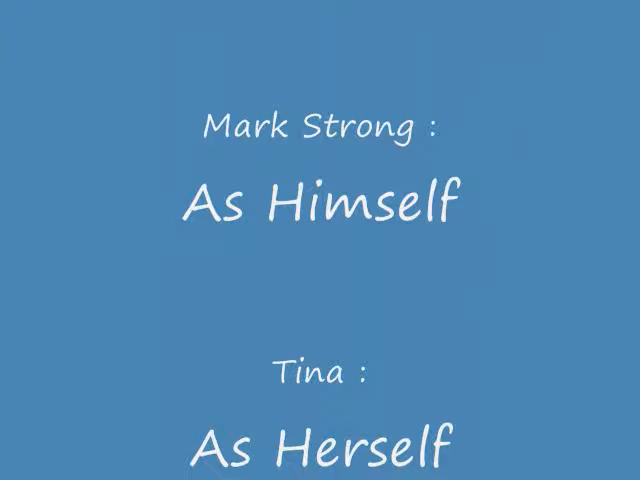 Mark Strong :
As Himself
Tina :
As Herself